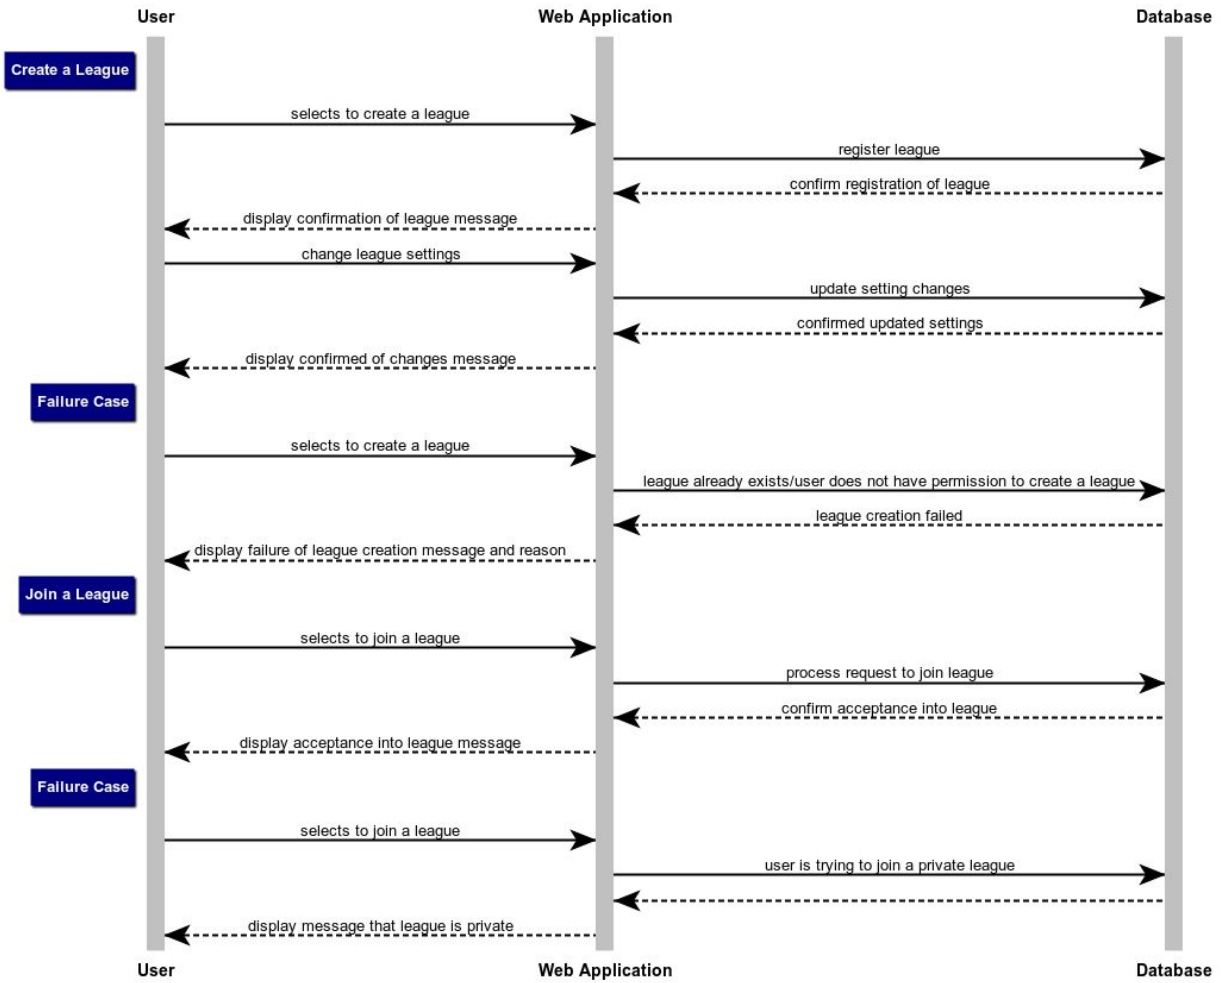 User Web Application Database
Create a League
selects to create a league
register league
confirm registration of league
display confirmation of league message
change league settings
update setting changes
confirmed updated settings
display confirmed of changes message
Failure Case
selects to create a league
league already exists/user does not have permission to create a league
league creation failed
display failure of league creation message and reason
Join a League
selects to join a league
process request to join league
confirm acceptance into league
display acceptance into league message
Failure Case
selects to join a league
user is trying to join a private league
display message that league is private
User Web Application Database